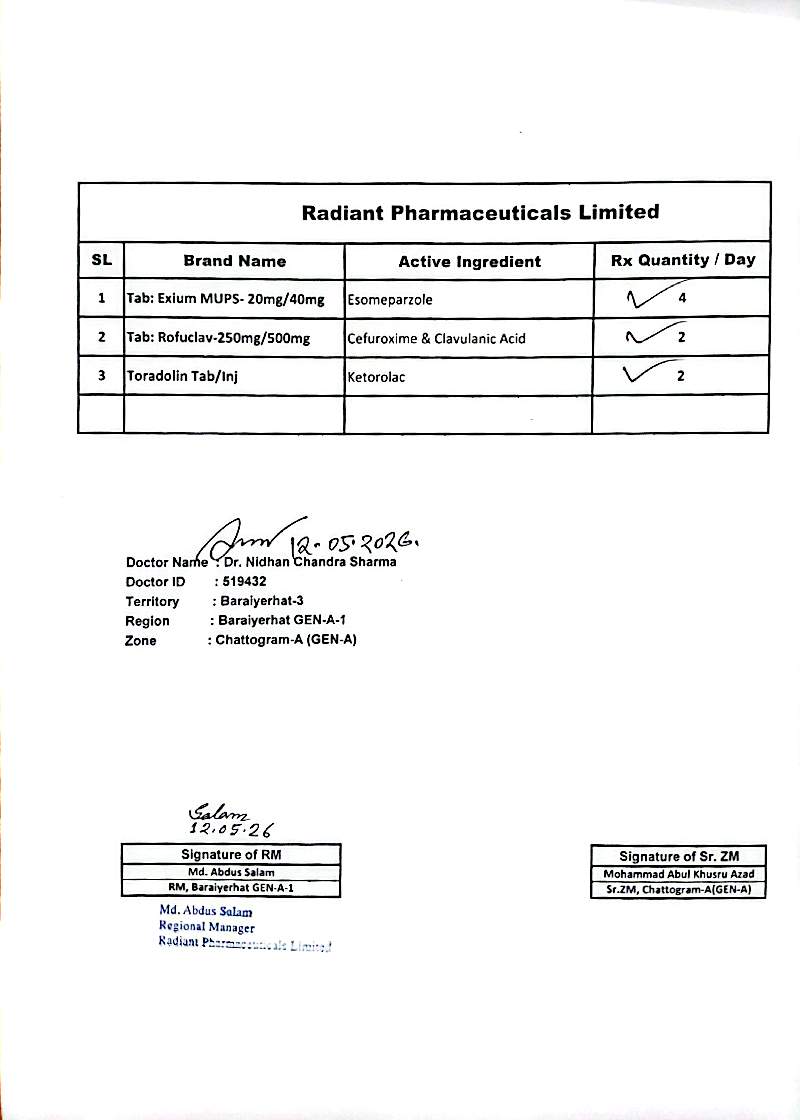 Radiant Pharmaceuticals Limited
SL Brand Name Active Ingredient Rx Quantity / Day
1 Tab: Exium MUPS- 20mg/40mg Esomeparzole 4
2 Tab: Rofuclav-250mg/500mg Cefuroxime & Clavulanic Acid 2
3 Toradolin Tab/Inj Ketorolac 2
12-05-2026.
Doctor Name : Dr. Nidhan Chandra Sharma
Doctor ID : 519432
Territory : Baraiyerhat-3
Region : Baraiyerhat GEN-A-1
Zone : Chattogram-A (GEN-A)
Salam
12.05.26
Signature of RM
Md. Abdus Salam
RM, Baraiyerhat GEN-A-1
Signature of Sr. ZM
Mohammad Abul Khusru Azad
Sr.ZM, Chattogram-A(GEN-A)
Md. Abdus Salam
Regional Manager
Radiant Pharmaceuticals Limited